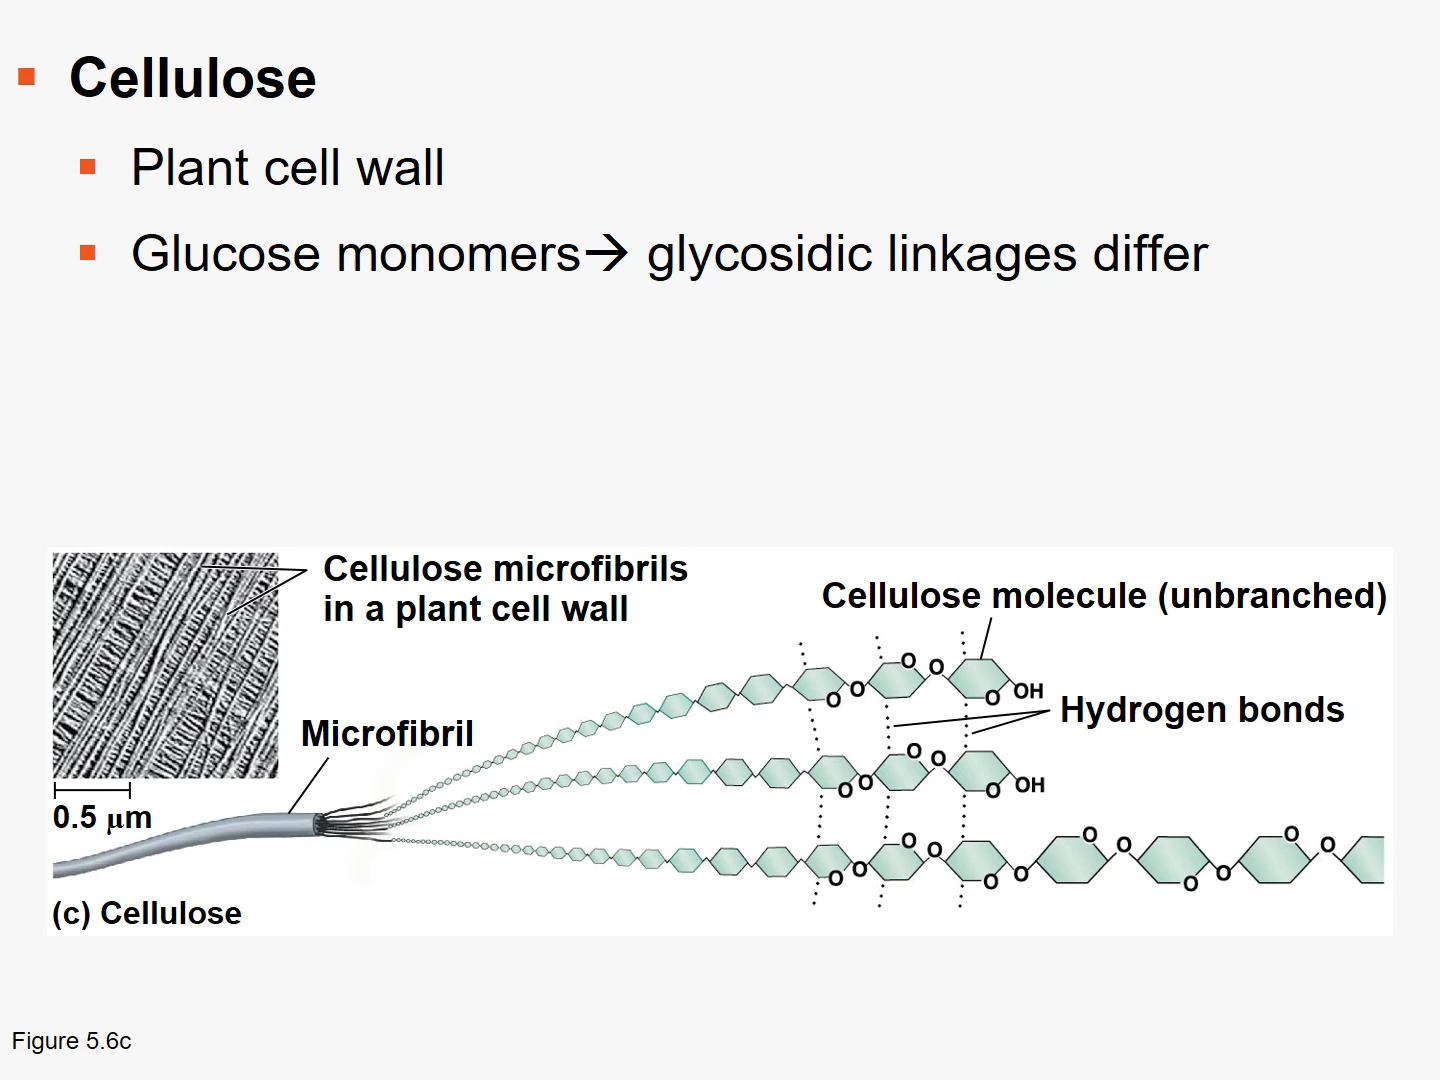 Cellulose
Plant cell wall
Glucose monomers→ glycosidic linkages differ
Cellulose microfibrils
in a plant cell wall
Cellulose molecule (unbranched)
Microfibril
Hydrogen bonds
0.5 μm
O O O O OH
O O O O O OH
O O O O O O O O O O O O
(c) Cellulose
Figure 5.6c